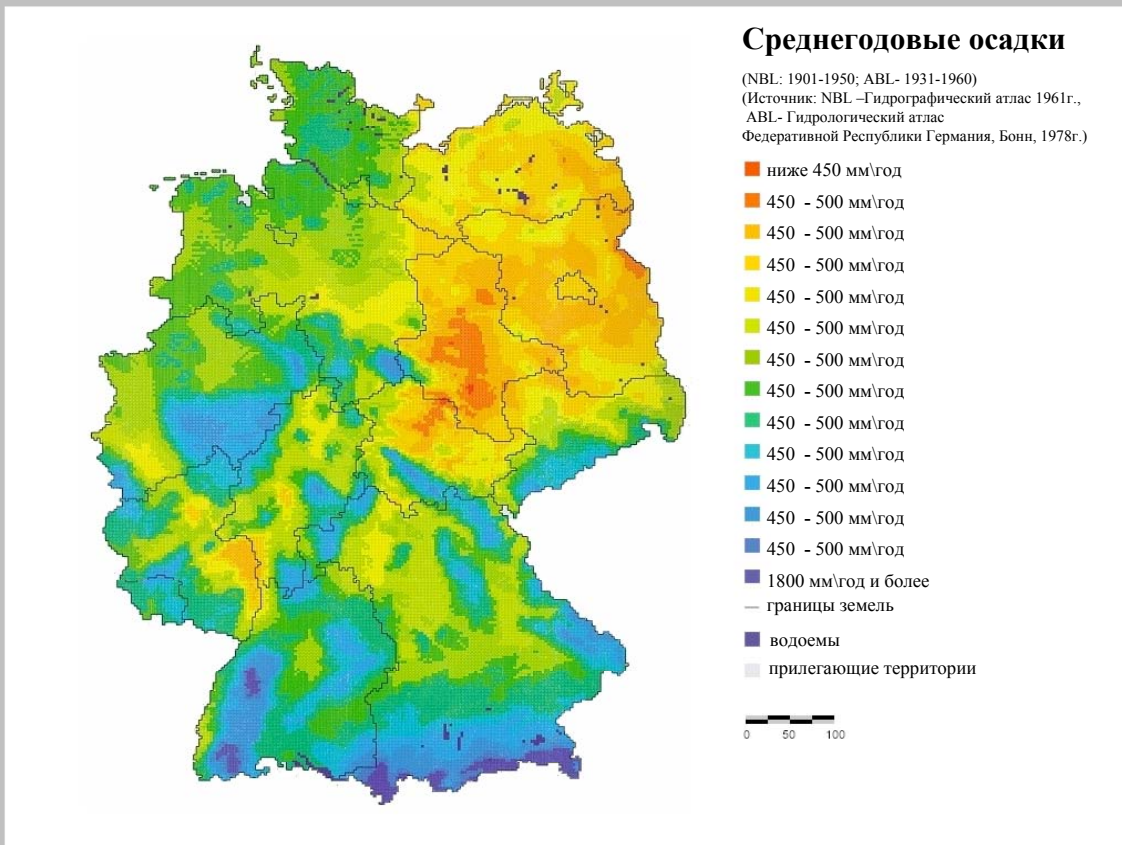 Среднегодовые осадки
(NBL: 1901-1950; ABL- 1931-1960)
(Источник: NBL –Гидрографический атлас 1961г.,
ABL- Гидрологический атлас
Федеративной Республики Германия, Бонн, 1978г.)
ниже 450 мм\год
450 - 500 мм\год
450 - 500 мм\год
450 - 500 мм\год
450 - 500 мм\год
450 - 500 мм\год
450 - 500 мм\год
450 - 500 мм\год
450 - 500 мм\год
450 - 500 мм\год
450 - 500 мм\год
450 - 500 мм\год
450 - 500 мм\год
1800 мм\год и более
границы земель
водоемы
прилегающие территории
0 50 100